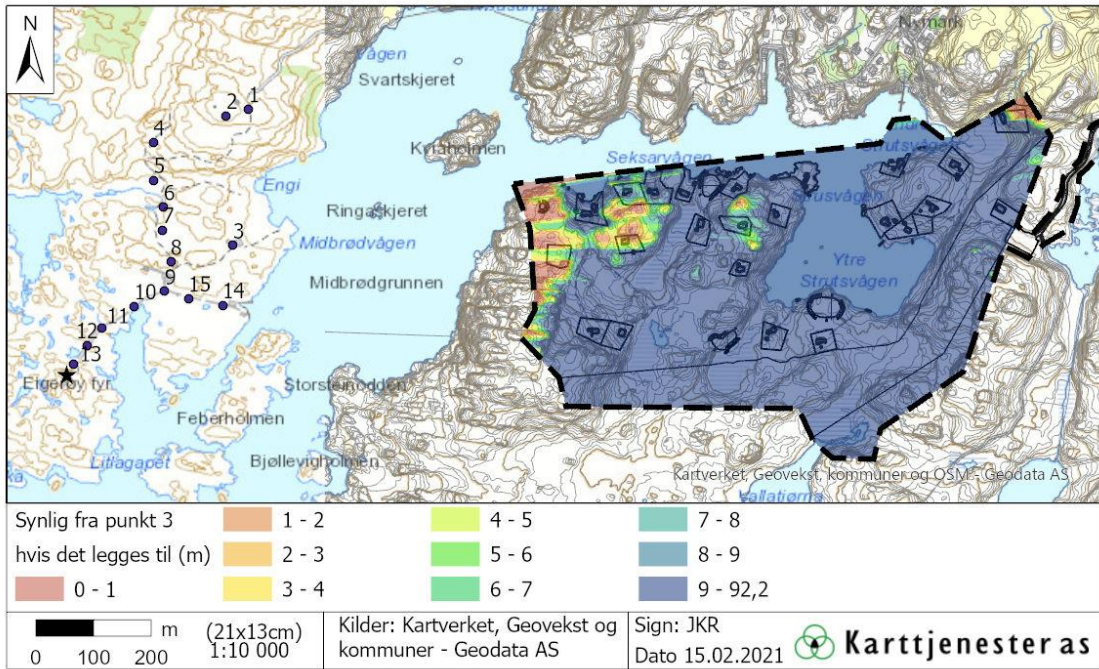 N
Vågen
Svartskjeret
Nymark
2 1
4
Kylaholmen
Seksarvågen
Strutsvågen
5
Engi
6
Ringaskjeret
7
3
Midbrødvågen
8
Ytre
Strutsvågen
9
15
14
Midbrødgrunnen
10
11
12
13
Eigerøy fyr
Storsteinodden
Feberholmen
Litlagapet
Bjøllevigholmen
Kartverket, Geovekst, kommuner og OSM - Geodata AS
Synlig fra punkt 3
hvis det legges til (m)
0 - 1
1 - 2
2 - 3
3 - 4
4 - 5
5 - 6
6 - 7
7 - 8
8 - 9
9 - 92,2
m
0 100 200
(21x13cm)
1:10 000
Kilder: Kartverket, Geovekst og
kommuner - Geodata AS
Sign: JKR
Dato 15.02.2021
Karttjenester as